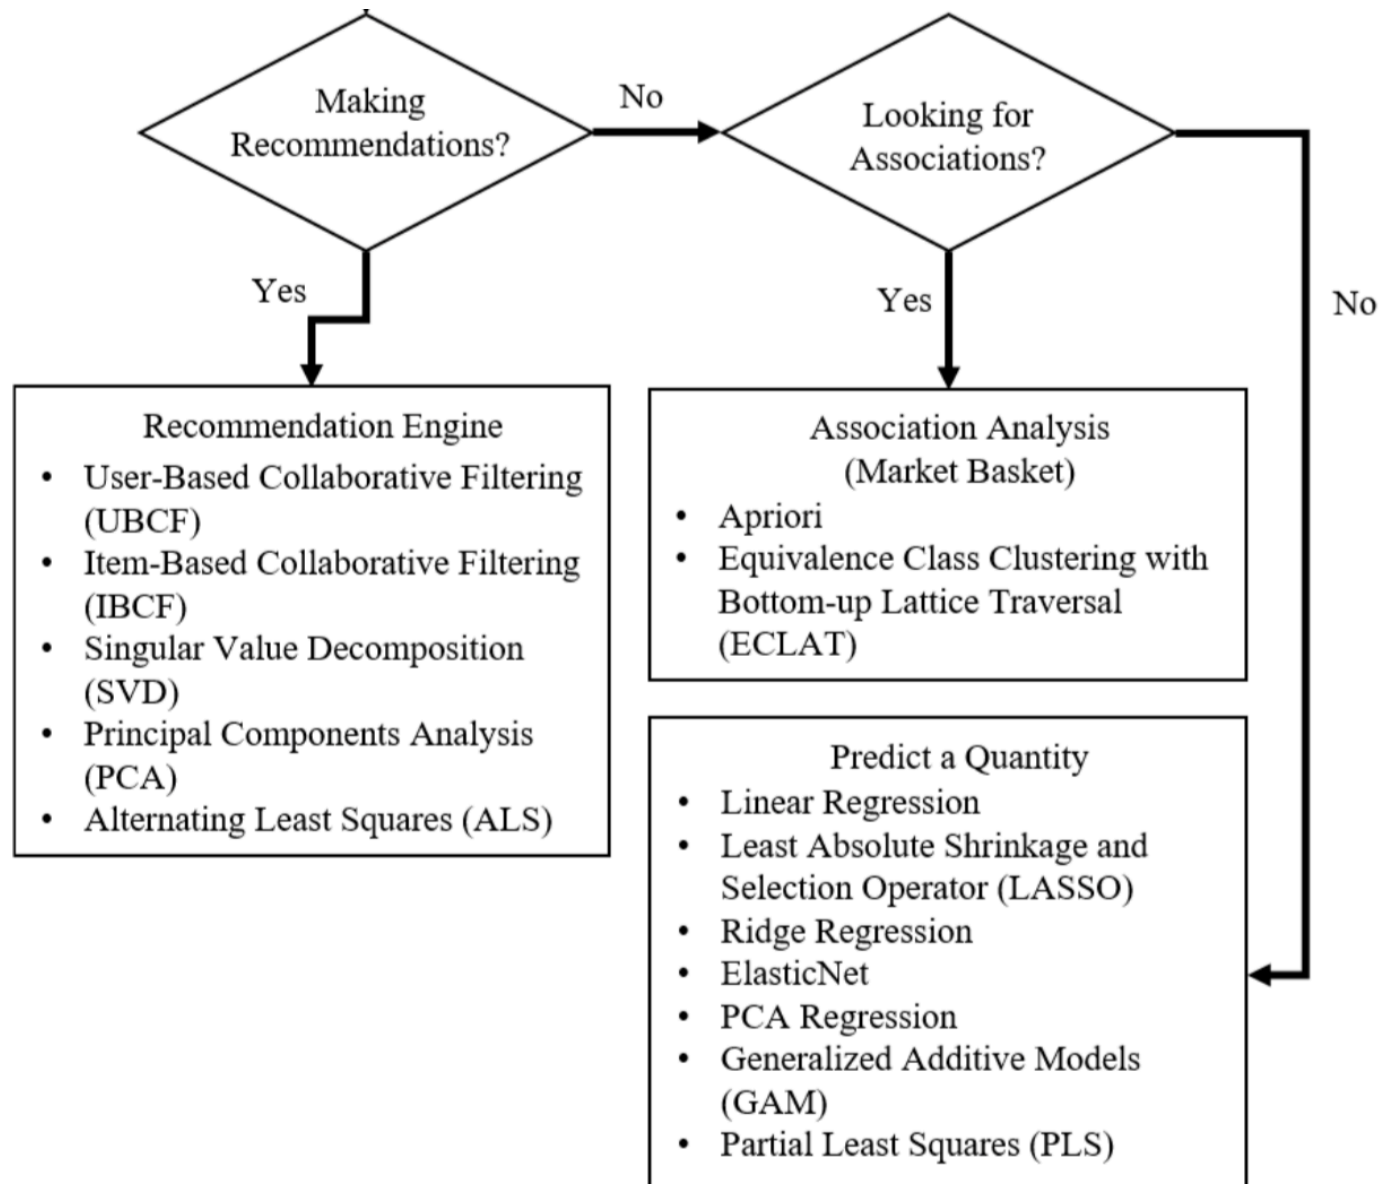 Making
Recommendations?
No
Looking for
Associations?
Yes
Yes
No
Recommendation Engine
• User-Based Collaborative Filtering
(UBCF)
• Item-Based Collaborative Filtering
(IBCF)
• Singular Value Decomposition
(SVD)
• Principal Components Analysis
(PCA)
• Alternating Least Squares (ALS)
Association Analysis
(Market Basket)
• Apriori
• Equivalence Class Clustering with
Bottom-up Lattice Traversal
(ECLAT)
Predict a Quantity
• Linear Regression
• Least Absolute Shrinkage and
Selection Operator (LASSO)
• Ridge Regression
• ElasticNet
• PCA Regression
• Generalized Additive Models
(GAM)
• Partial Least Squares (PLS)